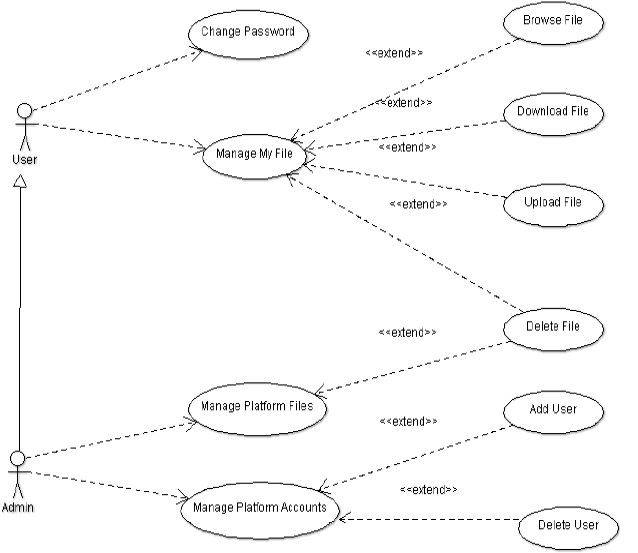 Browse File
Change Password
<<extend>>
<<extend>>
Download File
User
Manage My File
<<extend>>
Upload File
<<extend>>
Delete File
<<extend>>
Manage Platform Files
Add User
<<extend>>
<<extend>>
Admin
Manage Platform Accounts
Delete User